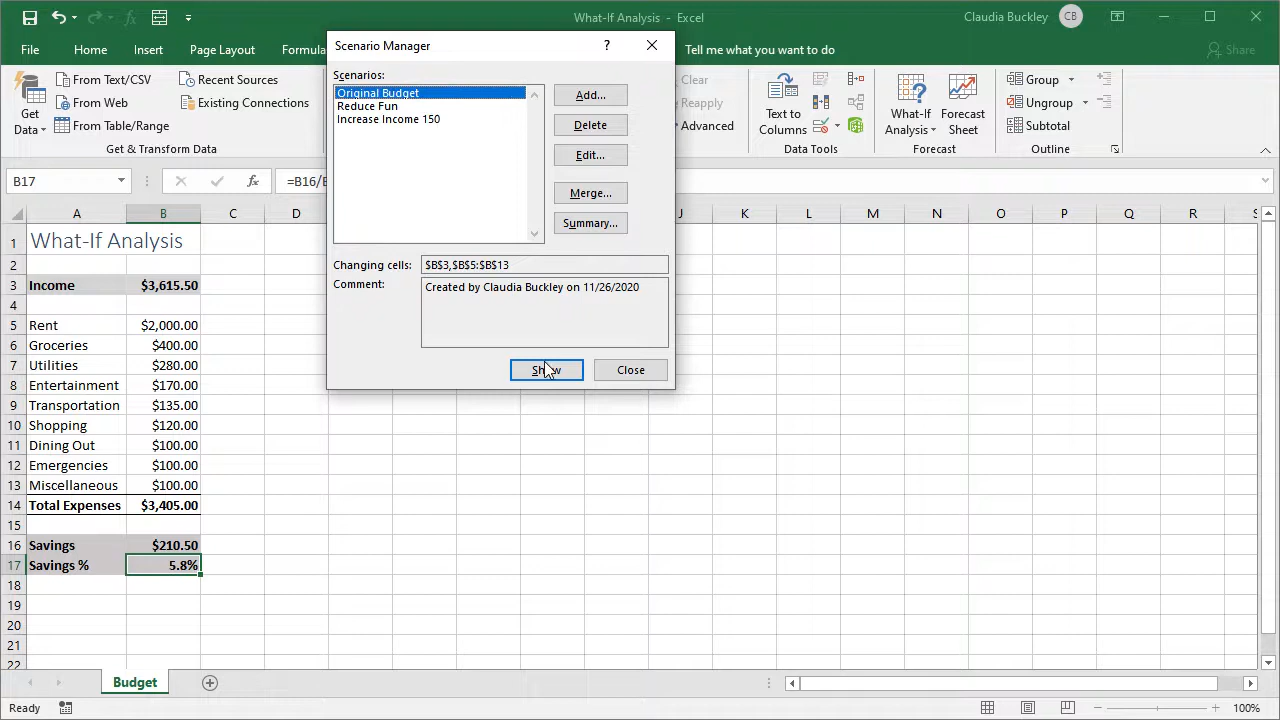 What-If Analysis - Excel
Claudia Buckley CB
File Home Insert Page Layout Formula Tell me what you want to do Share
Scenario Manager ?
Scenarios:
Original Budget
Reduce Fun
Increase Income 150
Add...
Delete
Edit...
Merge...
Summary...
Changing cells: $B$3,$B$5:$B$13
Comment: Created by Claudia Buckley on 11/26/2020
Show Close
Get Data
From Text/CSV
From Web
From Table/Range
Recent Sources
Existing Connections
Get & Transform Data
Clear
Reapply
Advanced
Text to Columns
Data Tools
What-If Analysis
Forecast Sheet
Forecast
Group
Ungroup
Subtotal
Outline
B17 fx =B16/B
A B C D J K L M N O P Q R S
1 What-If Analysis
2
3 Income $3,615.50
4
5 Rent $2,000.00
6 Groceries $400.00
7 Utilities $280.00
8 Entertainment $170.00
9 Transportation $135.00
10 Shopping $120.00
11 Dining Out $100.00
12 Emergencies $100.00
13 Miscellaneous $100.00
14 Total Expenses $3,405.00
15
16 Savings $210.50
17 Savings % 5.8%
18
19
20
21
22
Budget
Ready 100%